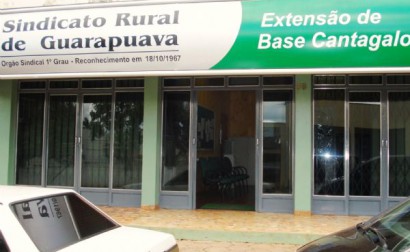 Sindicato Rural
de Guarapuava
Orgão Sindical 1º Grau - Reconhecimento em 18/10/1967
Extensão de
Base Cantagalo